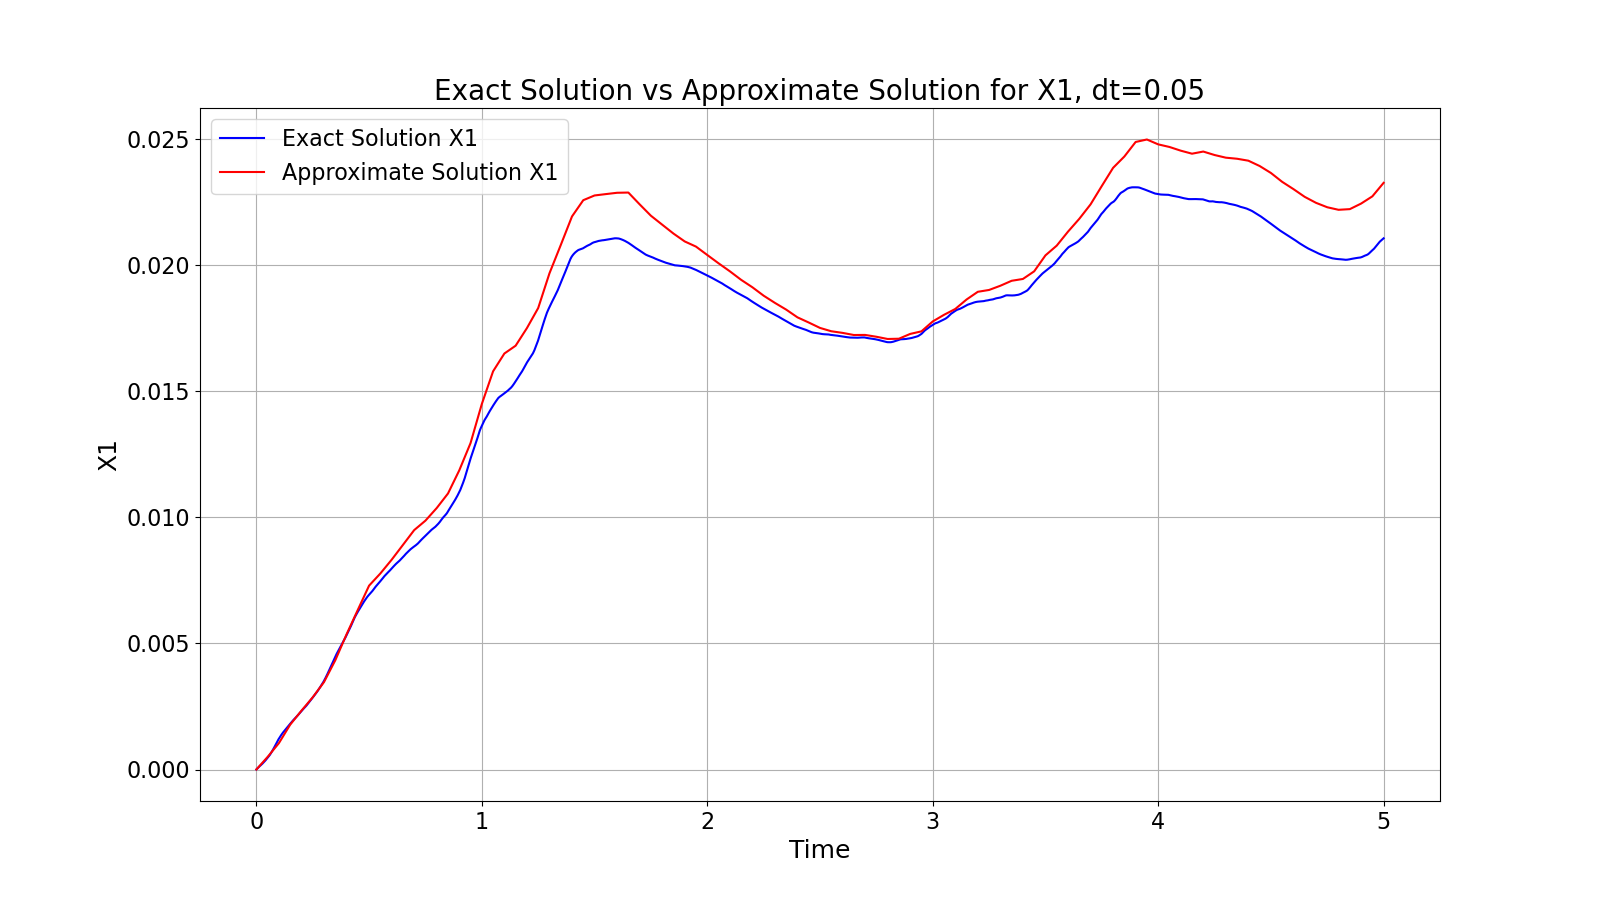 Exact Solution vs Approximate Solution for X1, dt=0.05
Exact Solution X1
Approximate Solution X1
0.025
0.020
0.015
0.010
0.005
0.000
X1
0 1 2 3 4 5
Time